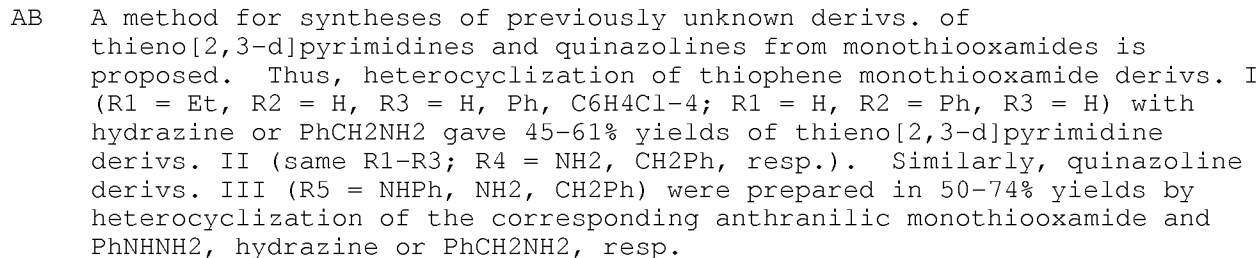 AB A method for syntheses of previously unknown derivs. of
thieno[2,3-d]pyrimidines and quinazolines from monothiooxamides is
proposed. Thus, heterocyclization of thiophene monothiooxamide derivs. I
(R1 = Et, R2 = H, R3 = H, Ph, C6H4Cl-4; R1 = H, R2 = Ph, R3 = H) with
hydrazine or PhCH2NH2 gave 45-61% yields of thieno[2,3-d]pyrimidine
derivs. II (same R1-R3; R4 = NH2, CH2Ph, resp.). Similarly, quinazoline
derivs. III (R5 = NHPh, NH2, CH2Ph) were prepared in 50-74% yields by
heterocyclization of the corresponding anthranilic monothiooxamide and
PhNHNH2, hydrazine or PhCH2NH2, resp.